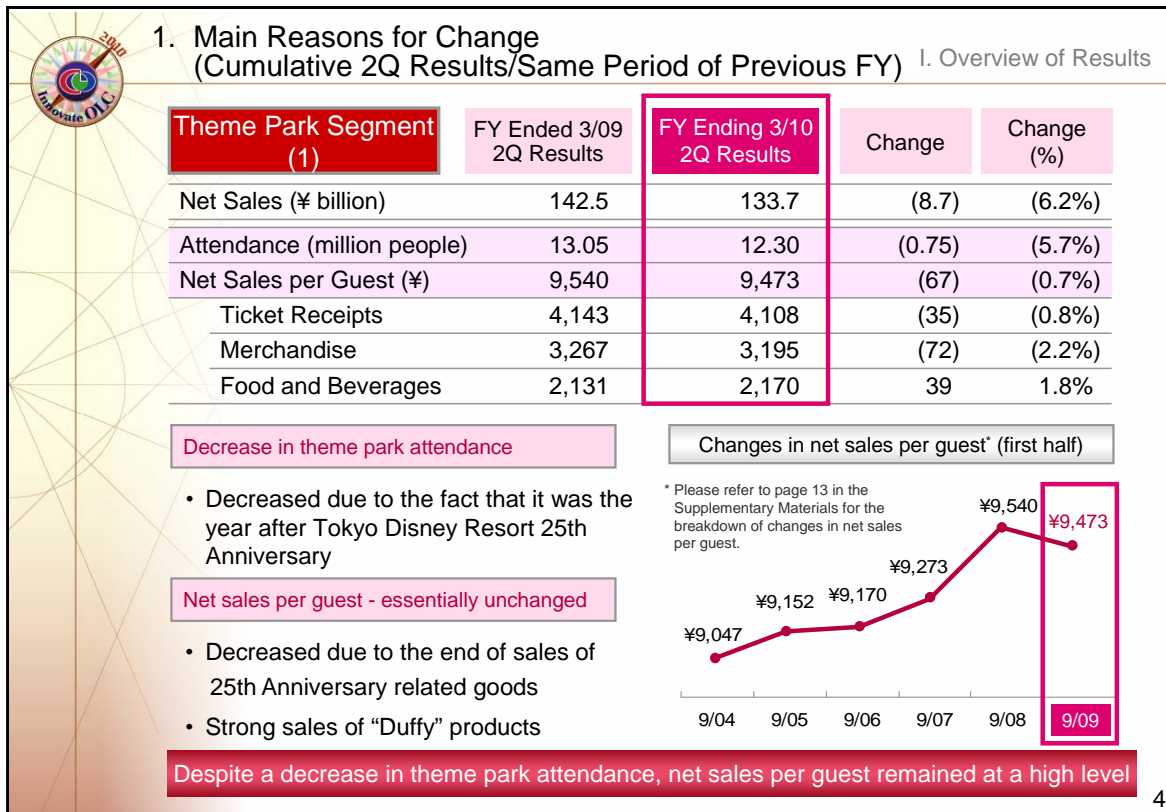 2010
Innovate OLC
1. Main Reasons for Change
(Cumulative 2Q Results/Same Period of Previous FY)
I. Overview of Results
Theme Park Segment
(1)
FY Ended 3/09
2Q Results
FY Ending 3/10
2Q Results
Change
Change
(%)
Net Sales (¥ billion) 142.5 133.7 (8.7) (6.2%)
Attendance (million people) 13.05 12.30 (0.75) (5.7%)
Net Sales per Guest (¥) 9,540 9,473 (67) (0.7%)
Ticket Receipts 4,143 4,108 (35) (0.8%)
Merchandise 3,267 3,195 (72) (2.2%)
Food and Beverages 2,131 2,170 39 1.8%
Decrease in theme park attendance
• Decreased due to the fact that it was the
year after Tokyo Disney Resort 25th
Anniversary
Net sales per guest - essentially unchanged
• Decreased due to the end of sales of
25th Anniversary related goods
• Strong sales of “Duffy” products
Changes in net sales per guest* (first half)
* Please refer to page 13 in the
Supplementary Materials for the
breakdown of changes in net sales
per guest.
¥9,047
¥9,152
¥9,170
¥9,273
¥9,540
¥9,473
9/04 9/05 9/06 9/07 9/08 9/09
Despite a decrease in theme park attendance, net sales per guest remained at a high level
4